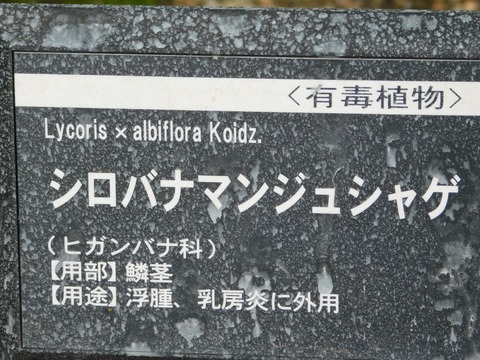 〈有毒植物〉
Lycoris × albiflora Koidz.
シロバナマンジュシャゲ
(ヒガンバナ科)
【用部】鱗茎
【用途】浮腫、乳房炎に外用